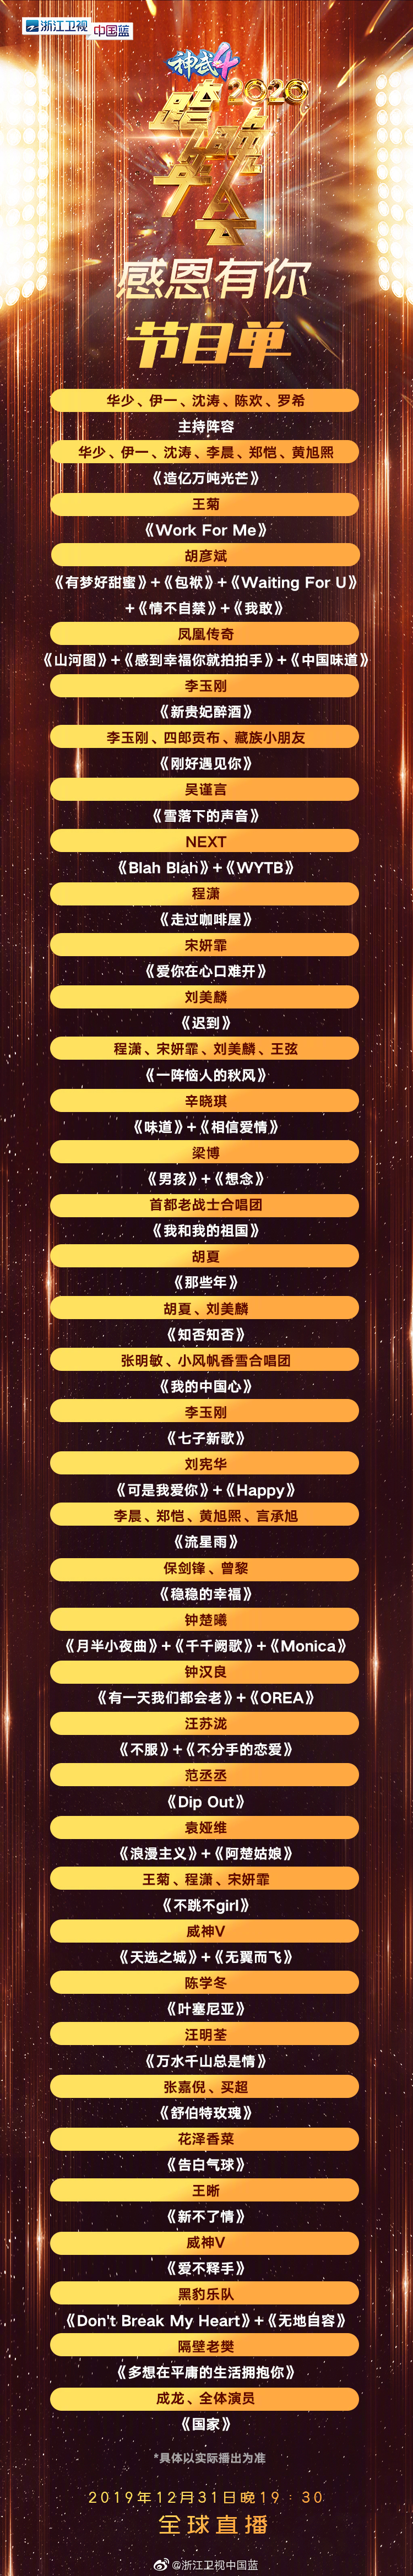 浙江卫视
中国蓝
神武4
2020
跨年晚会
感恩有你
节目单
华少、伊一、沈涛、陈欢、罗希
主持阵容
华少、伊一、沈涛、李晨、郑恺、黄旭熙
《造亿万吨光芒》
王菊
《Work For Me》
胡彦斌
《有梦好甜蜜》+《包袱》+《Waiting For U》
+《情不自禁》+《我敢》
凤凰传奇
《山河图》+《感到幸福你就拍拍手》+《中国味道》
李玉刚
《新贵妃醉酒》
李玉刚、四郎贡布、藏族小朋友
《刚好遇见你》
吴谨言
《雪落下的声音》
NEXT
《Blah Blah》+《WYTB》
程潇
《走过咖啡屋》
宋妍霏
《爱你在心口难开》
刘美麟
《迟到》
程潇、宋妍霏、刘美麟、王弦
《一阵恼人的秋风》
辛晓琪
《味道》+《相信爱情》
梁博
《男孩》+《想念》
首都老战士合唱团
《我和我的祖国》
胡夏
《那些年》
胡夏、刘美麟
《知否知否》
张明敏、小风帆香雪合唱团
《我的中国心》
李玉刚
《七子新歌》
刘宪华
《可是我爱你》+《Happy》
李晨、郑恺、黄旭熙、言承旭
《流星雨》
保剑锋、曾黎
《稳稳的幸福》
钟楚曦
《月半小夜曲》+《千千阙歌》+《Monica》
钟汉良
《有一天我们都会老》+《OREA》
汪苏泷
《不服》+《不分手的恋爱》
范丞丞
《Dip Out》
袁娅维
《浪漫主义》+《阿楚姑娘》
王菊、程潇、宋妍霏
《不跳不girl》
威神V
《天选之城》+《无翼而飞》
陈学冬
《叶塞尼亚》
汪明荃
《万水千山总是情》
张嘉倪、买超
《舒伯特玫瑰》
花泽香菜
《告白气球》
王晰
《新不了情》
威神V
《爱不释手》
黑豹乐队
《Don't Break My Heart》+《无地自容》
隔壁老樊
《多想在平庸的生活拥抱你》
成龙、全体演员
《国家》
*具体以实际播出为准
2019年12月31日晚19:30
全球直播
@浙江卫视中国蓝